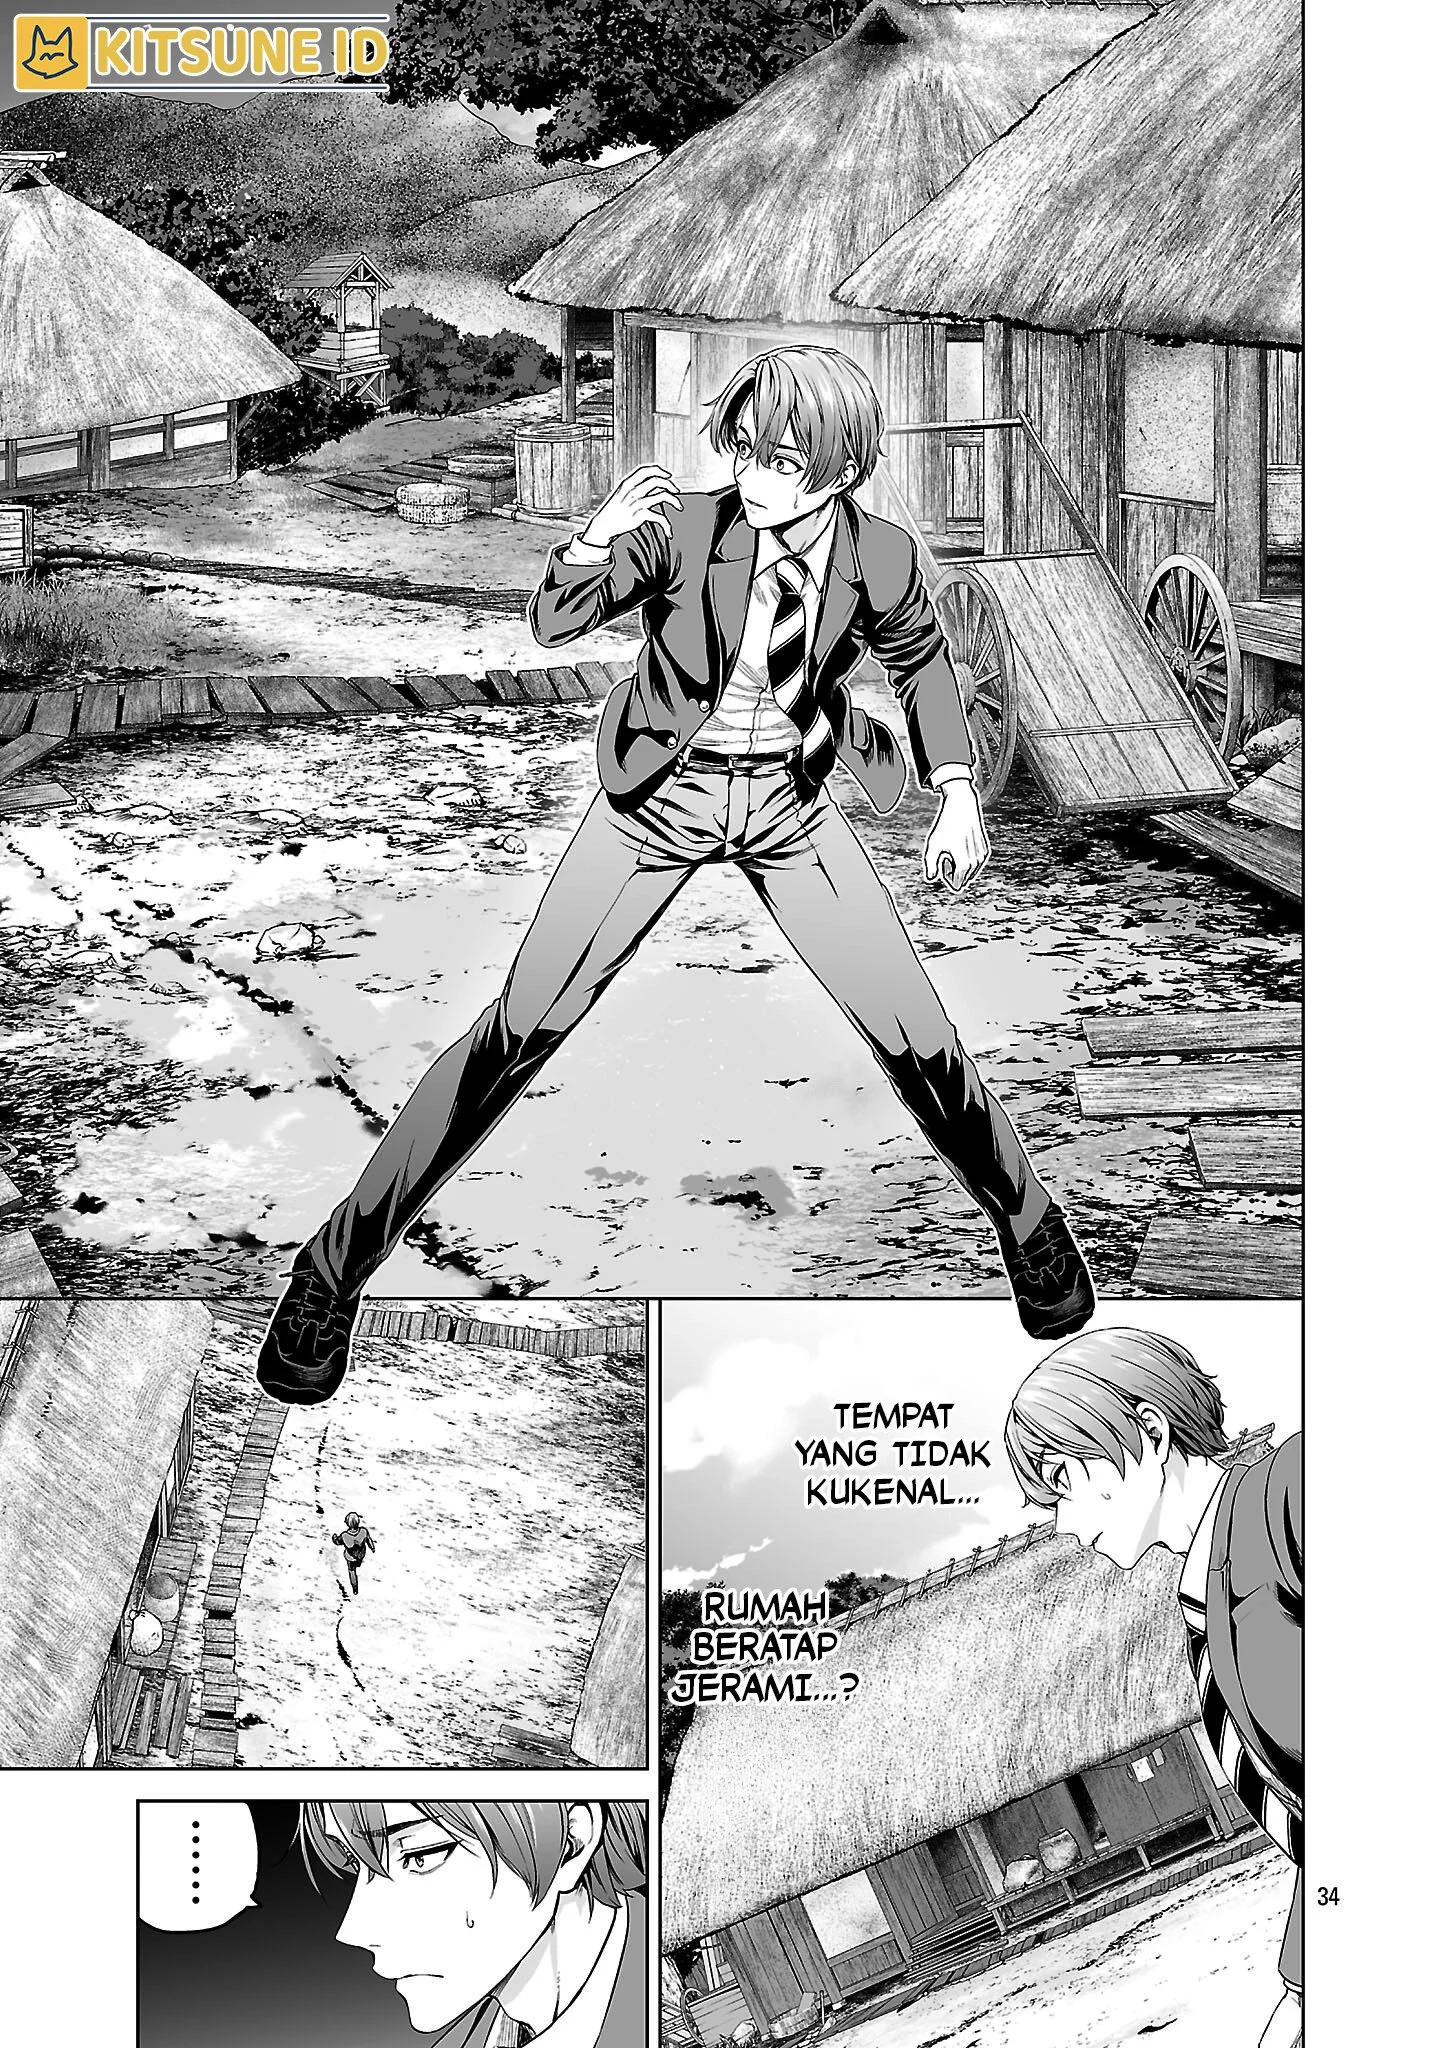 KITSUNE ID
TEMPAT
YANG TIDAK
KUKENAL...
RUMAH
BERATAP
JERAMI...?
......
34